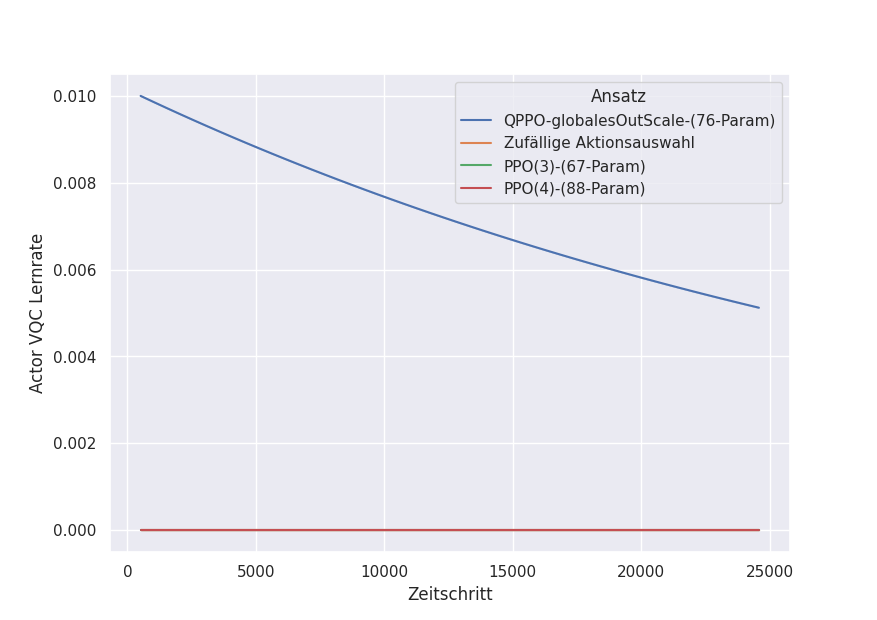 Ansatz
QPPO-globalesOutScale-(76-Param)
Zufällige Aktionsauswahl
PPO(3)-(67-Param)
PPO(4)-(88-Param)
0.010
0.008
0.006
0.004
0.002
0.000
Actor VQC Lernrate
0 5000 10000 15000 20000 25000
Zeitschritt